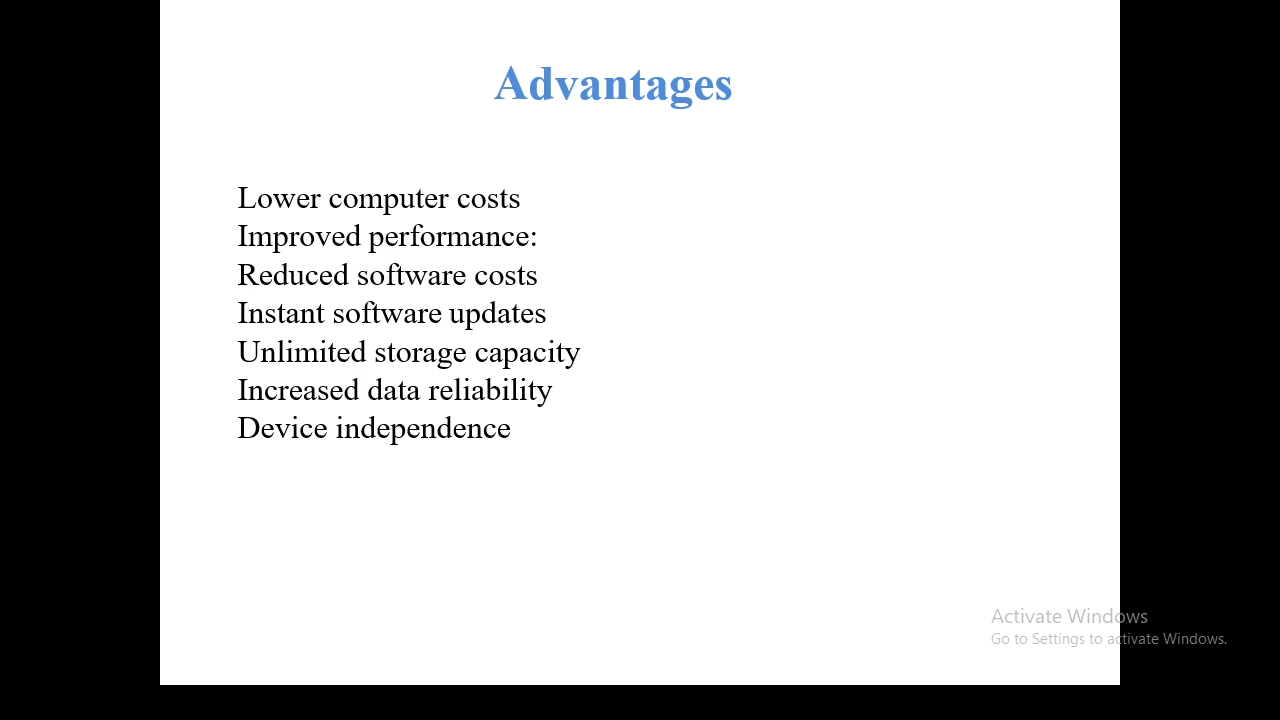 Advantages
Lower computer costs
Improved performance:
Reduced software costs
Instant software updates
Unlimited storage capacity
Increased data reliability
Device independence
Activate Windows
Go to Settings to activate Windows.